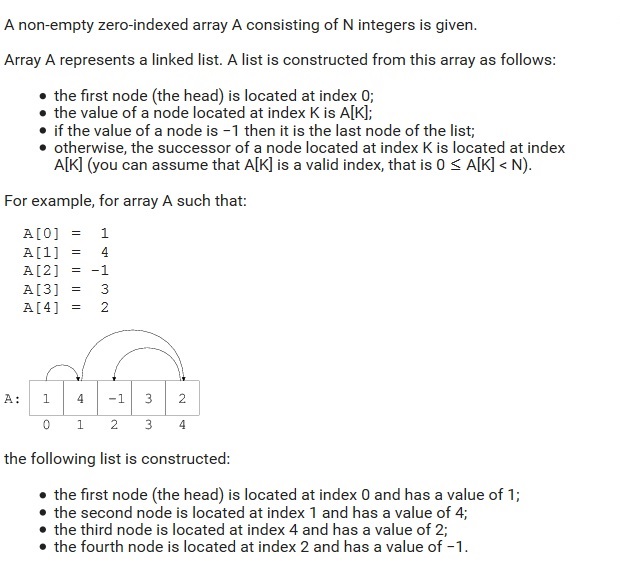 A non-empty zero-indexed array A consisting of N integers is given.
Array A represents a linked list. A list is constructed from this array as follows:
• the first node (the head) is located at index 0;
• the value of a node located at index K is A[K];
• if the value of a node is −1 then it is the last node of the list;
• otherwise, the successor of a node located at index K is located at index
A[K] (you can assume that A[K] is a valid index, that is 0 ≤ A[K] < N).
For example, for array A such that:
A[0] = 1
A[1] = 4
A[2] = -1
A[3] = 3
A[4] = 2
A: 1 4 -1 3 2
0 1 2 3 4
the following list is constructed:
• the first node (the head) is located at index 0 and has a value of 1;
• the second node is located at index 1 and has a value of 4;
• the third node is located at index 4 and has a value of 2;
• the fourth node is located at index 2 and has a value of −1.